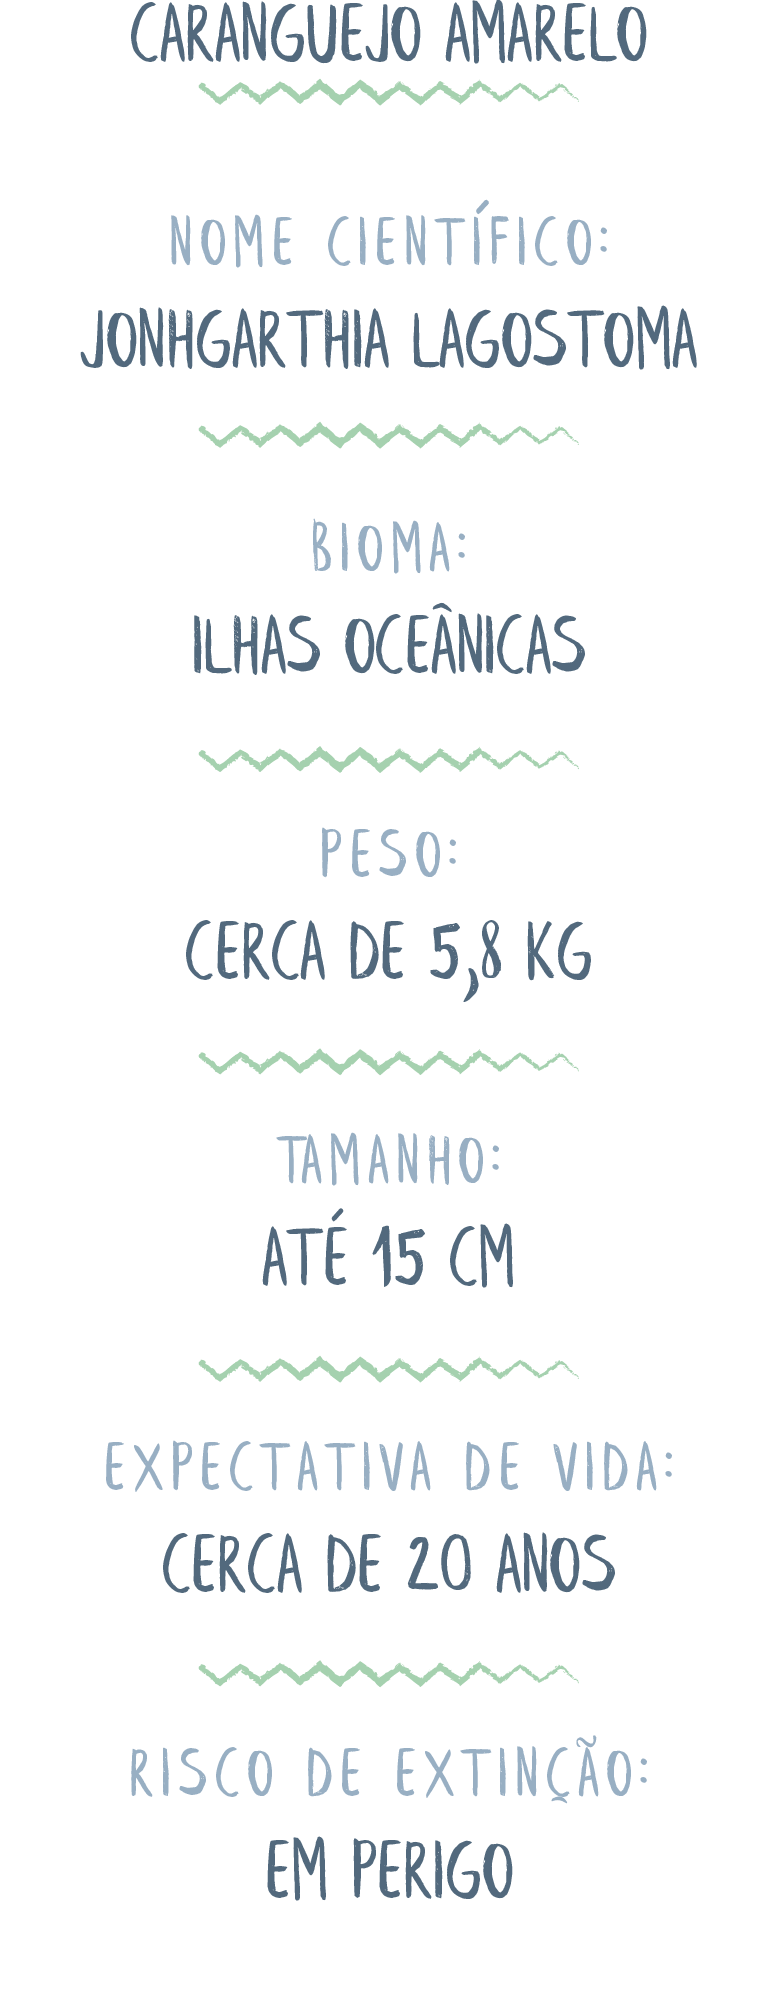 CARANGUEJO AMARELO
NOME CIENTÍFICO:
JONHGARTHIA LAGOSTOMA
BIOMA:
ILHAS OCEÂNICAS
PESO:
CERCA DE 5,8 KG
TAMANHO:
ATÉ 15 CM
EXPECTATIVA DE VIDA:
CERCA DE 20 ANOS
RISCO DE EXTINÇÃO:
EM PERIGO